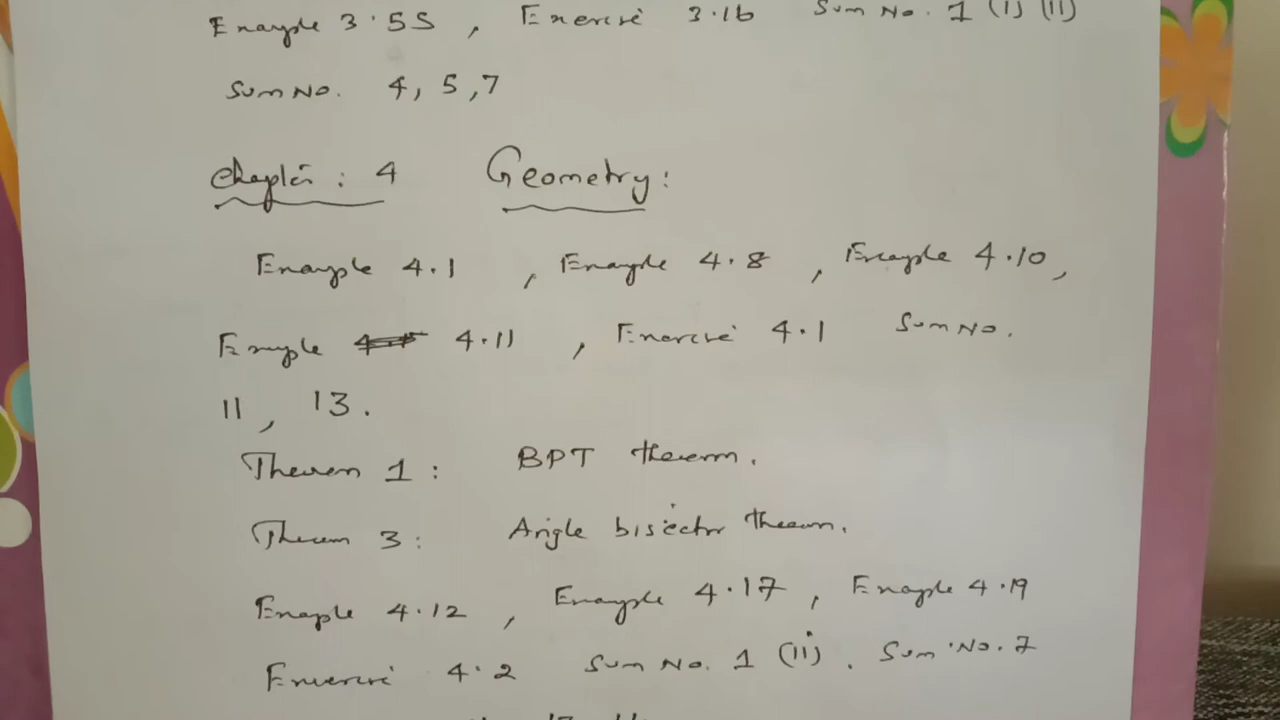 Example 3.55, Exercise 3.16 Sum No. 1 (i) (ii)
Sum No. 4, 5, 7
Chapter: 4 Geometry:
Example 4.1, Example 4.8, Example 4.10,
Example 4.11, Exercise 4.1 Sum No.
11, 13.
Theorem 1: BPT theorem.
Theorem 3: Angle bisector theorem.
Example 4.12, Example 4.17, Example 4.19
Exercise 4.2 Sum No. 1 (ii). Sum No. 7